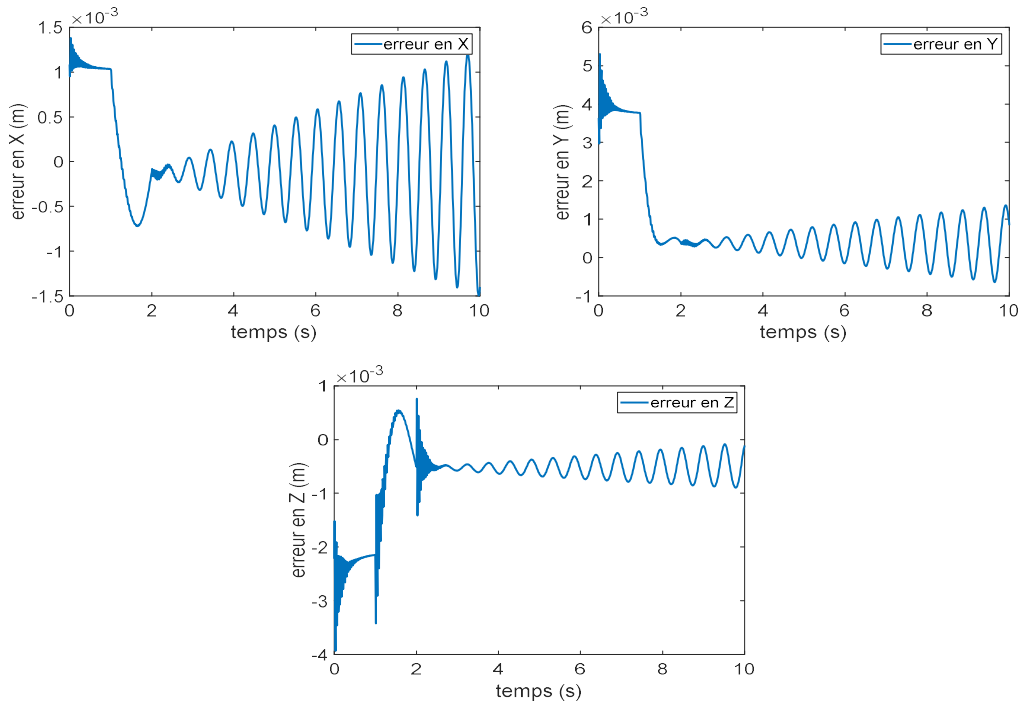 ×10⁻³
erreur en X
erreur en X (m)
1.5
1
0.5
0
-0.5
-1
-1.5
0 2 4 6 8 10
temps (s)
×10⁻³
erreur en Y
erreur en Y (m)
6
5
4
3
2
1
0
-1
0 2 4 6 8 10
temps (s)
×10⁻³
erreur en Z
erreur en Z (m)
1
0
-1
-2
-3
-4
0 2 4 6 8 10
temps (s)